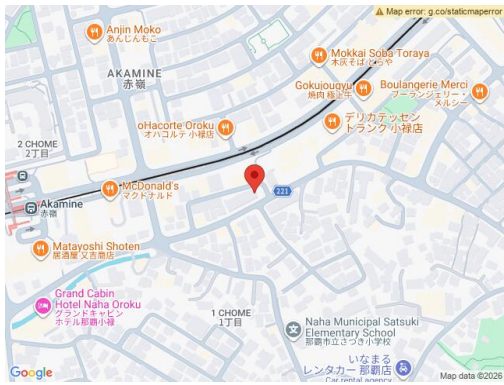 Map error: g.co/staticmaperror
Anjin Moko
あんじんもこ
Mokkai Soba Toraya
木灰そば とらや
AKAMINE
赤嶺
Gokujougyu
焼肉 極上牛
Boulangerie Merci
ブーランジェリー・
メルシー
oHacorte Oroku
オハコルテ 小禄店
デリカテッセン
トランク 小禄店
2 CHOME
2丁目
McDonald's
マクドナルド
221
Akamine
赤嶺
Matayoshi Shoten
居酒屋 又吉商店
Grand Cabin
Hotel Naha Oroku
グランドキャビン
ホテル那覇小禄
1 CHOME
1丁目
Naha Municipal Satsuki
Elementary School
那覇市立さつき小学校
いなまる
レンタカー 那覇店
Car rental agency
Google
Map data ©2026